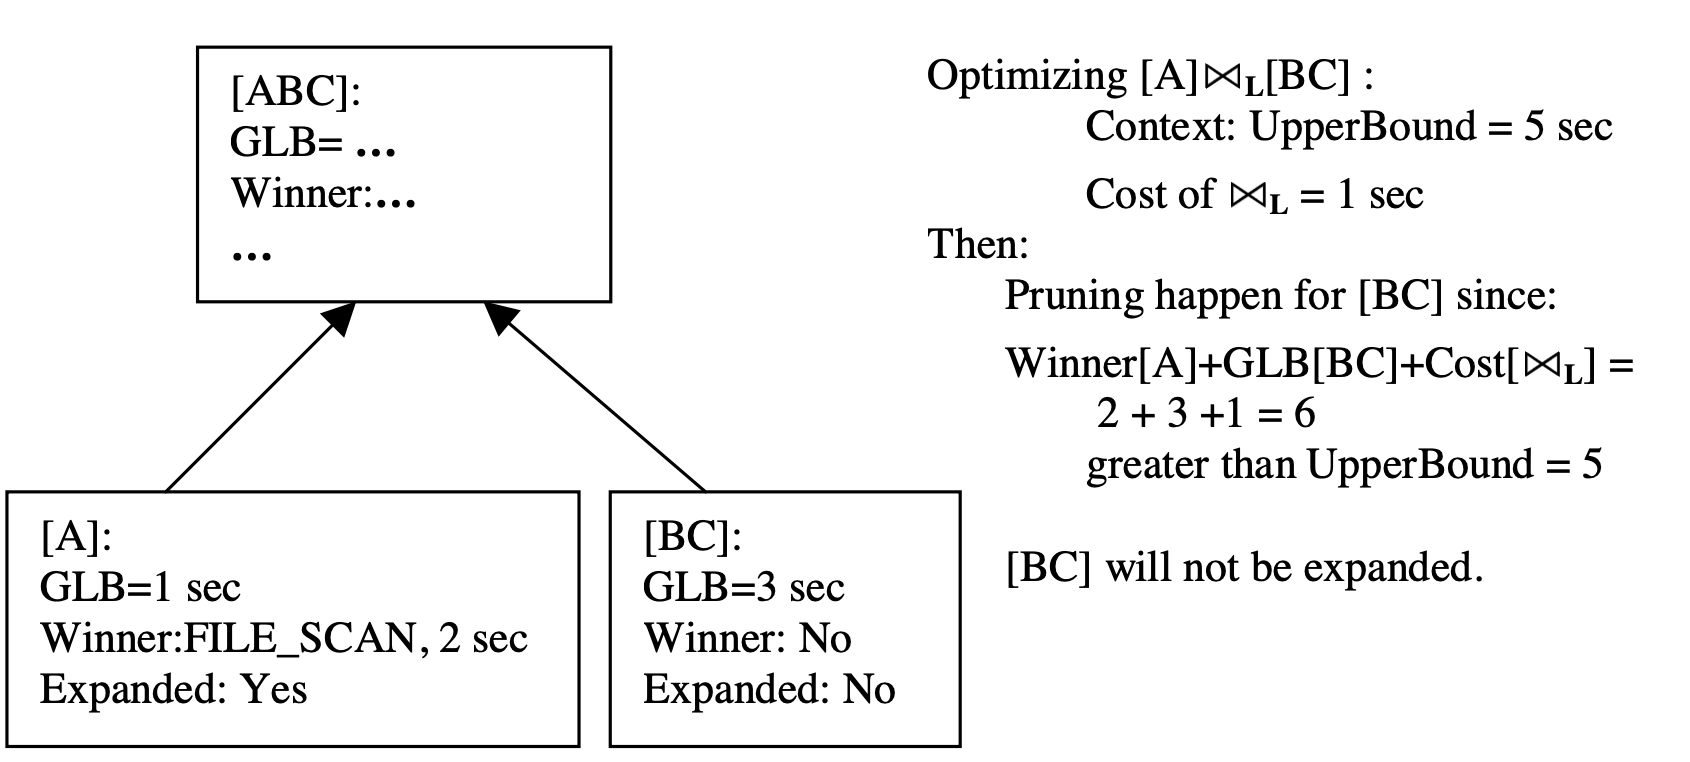 [ABC]:
GLB= ...
Winner:...
...
[A]:
GLB=1 sec
Winner:FILE_SCAN, 2 sec
Expanded: Yes
[BC]:
GLB=3 sec
Winner: No
Expanded: No
Optimizing [A]⋈L[BC] :
Context: UpperBound = 5 sec
Cost of ⋈L = 1 sec
Then:
Pruning happen for [BC] since:
Winner[A]+GLB[BC]+Cost[⋈L] =
2 + 3 +1 = 6
greater than UpperBound = 5
[BC] will not be expanded.